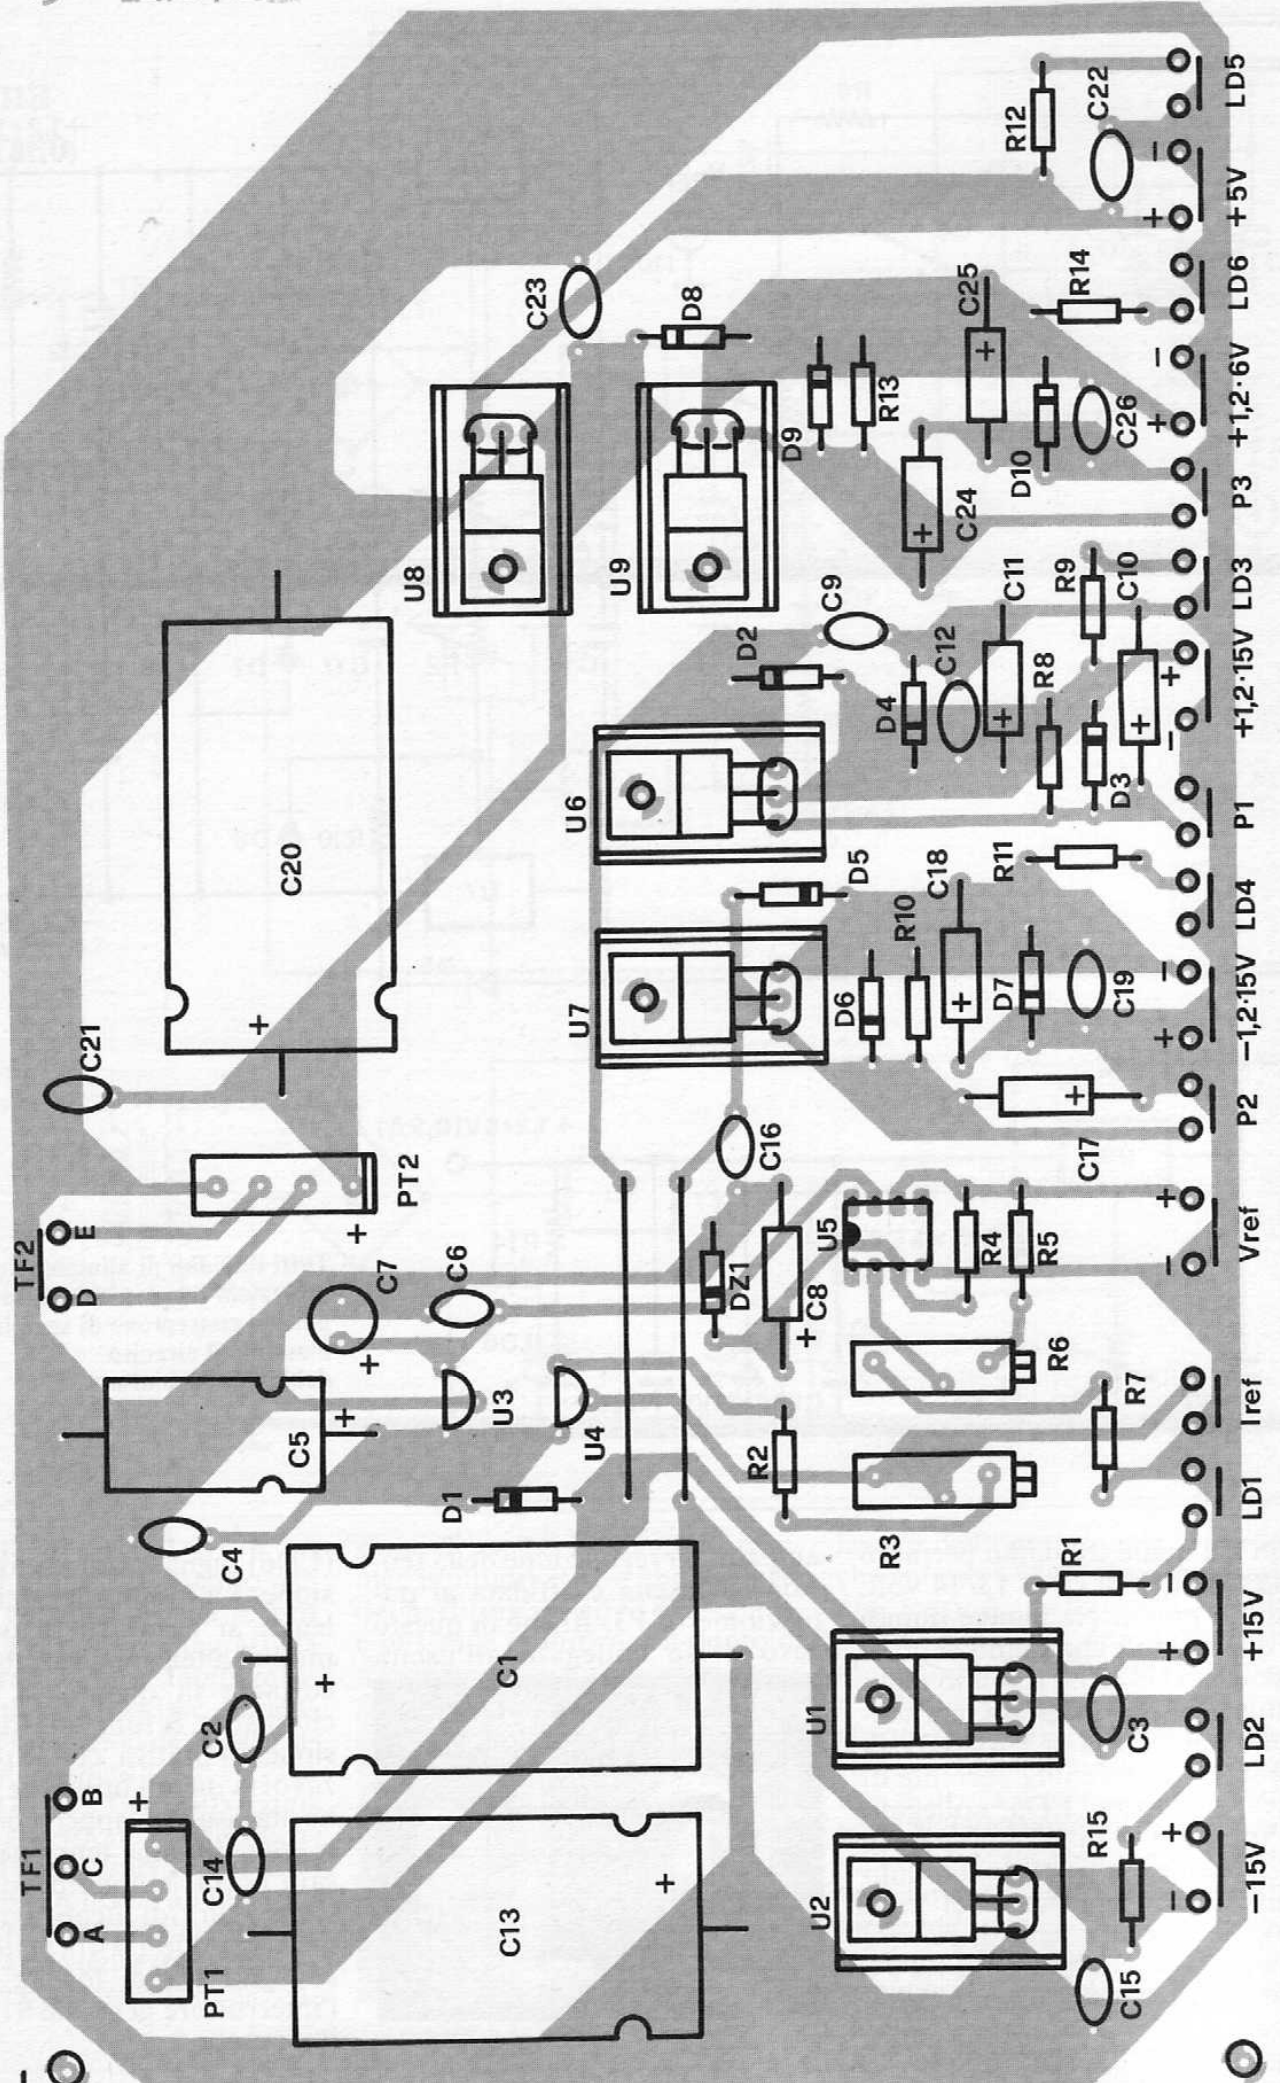 LD5
C22
R12
−
+5V
+
LD6
R14
C25
C23
D8
+
−
+1,2÷6V
+
R13
D9
D10
C26
C24
+
P3
U8
U9
LD3
R9
C10
C11
C9
C12
D2
+1,2÷15V
+
−
R8
D4
+
+
D3
P1
U6
C20
+
R11
LD4
D5
C18
R10
U7
D6
+
D7
C19
−1,2÷15V
−
+
P2
C21
C16
C17
+
PT2
+
TF2
E
D
C7
+
C6
U5
R4
R5
Vref
+
−
DZ1
C8
+
R6
R7
Iref
U3
U4
C5
+
R2
R3
LD1
D1
C4
R1
+15V
−
+
C1
+
C2
U1
C3
LD2
TF1
B
C
A
+
C14
PT1
C13
+
U2
R15
−15V
+
−
C15